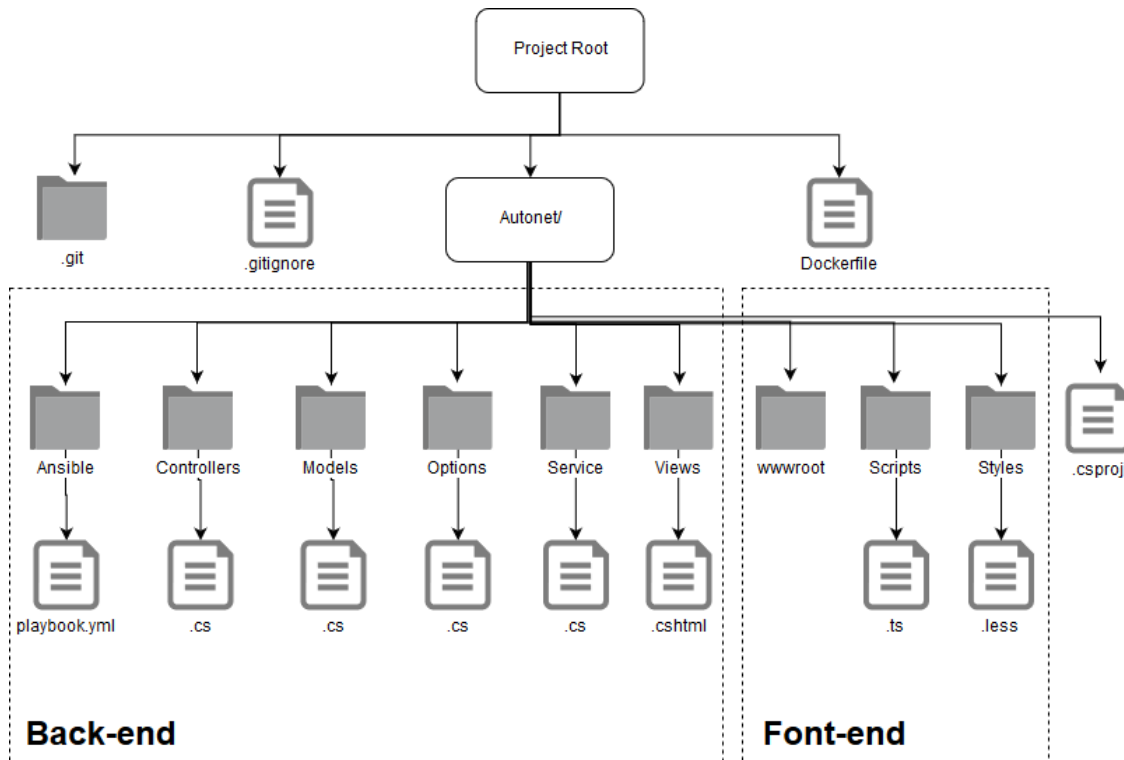 Project Root
.git
.gitignore
Autonet/
Dockerfile
Ansible
Controllers
Models
Options
Service
Views
wwwroot
Scripts
Styles
.csproj
playbook.yml
.cs
.cs
.cs
.cs
.cshtml
.ts
.less
Back-end
Font-end